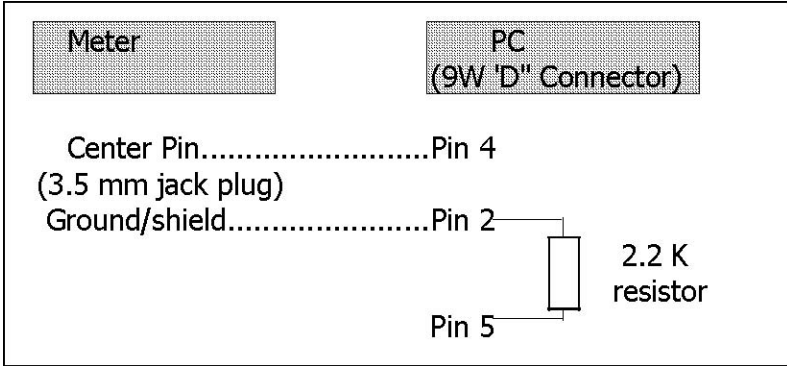 Meter
PC
(9W 'D" Connector)
Center Pin..........................Pin 4
(3.5 mm jack plug)
Ground/shield.......................Pin 2
2.2 K
resistor
Pin 5